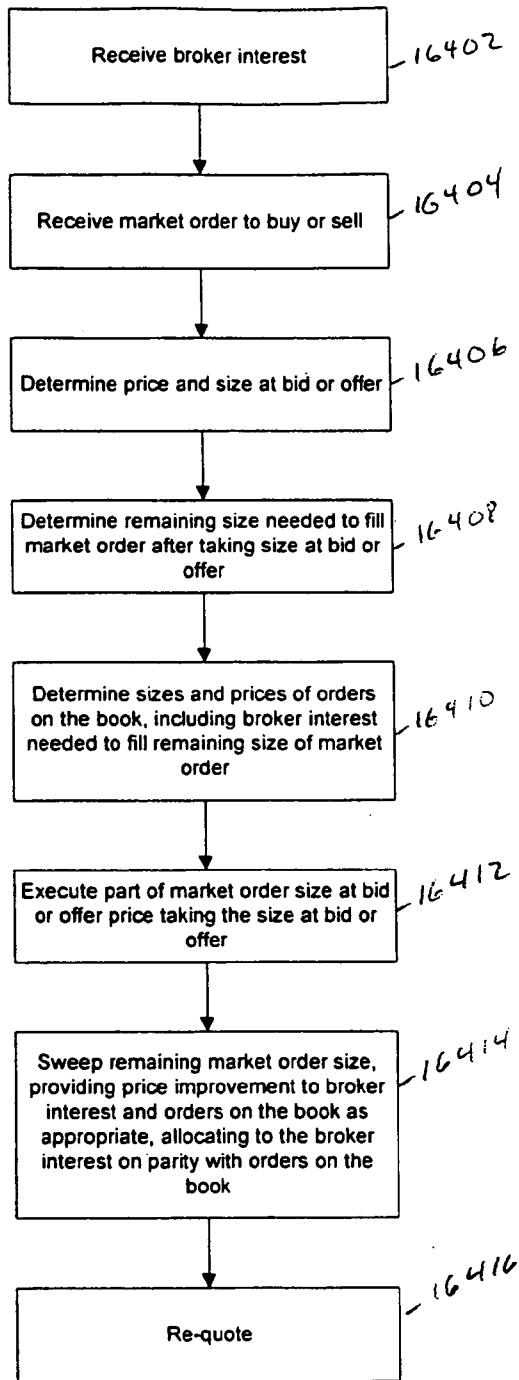 Receive broker interest
16402
Receive market order to buy or sell
16404
Determine price and size at bid or offer
16406
Determine remaining size needed to fill
market order after taking size at bid or
offer
16408
Determine sizes and prices of orders
on the book, including broker interest
needed to fill remaining size of market
order
16410
Execute part of market order size at bid
or offer price taking the size at bid or
offer
16412
Sweep remaining market order size,
providing price improvement to broker
interest and orders on the book as
appropriate, allocating to the broker
interest on parity with orders on the
book
16414
Re-quote
16416